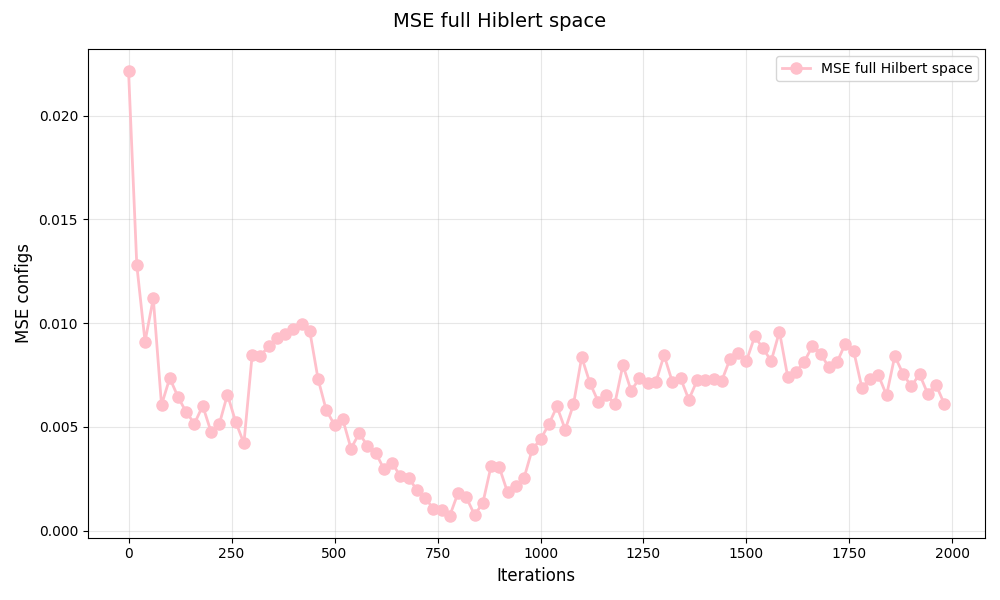 MSE full Hiblert space
MSE full Hilbert space
MSE configs
0.020
0.015
0.010
0.005
0.000
0 250 500 750 1000 1250 1500 1750 2000
Iterations